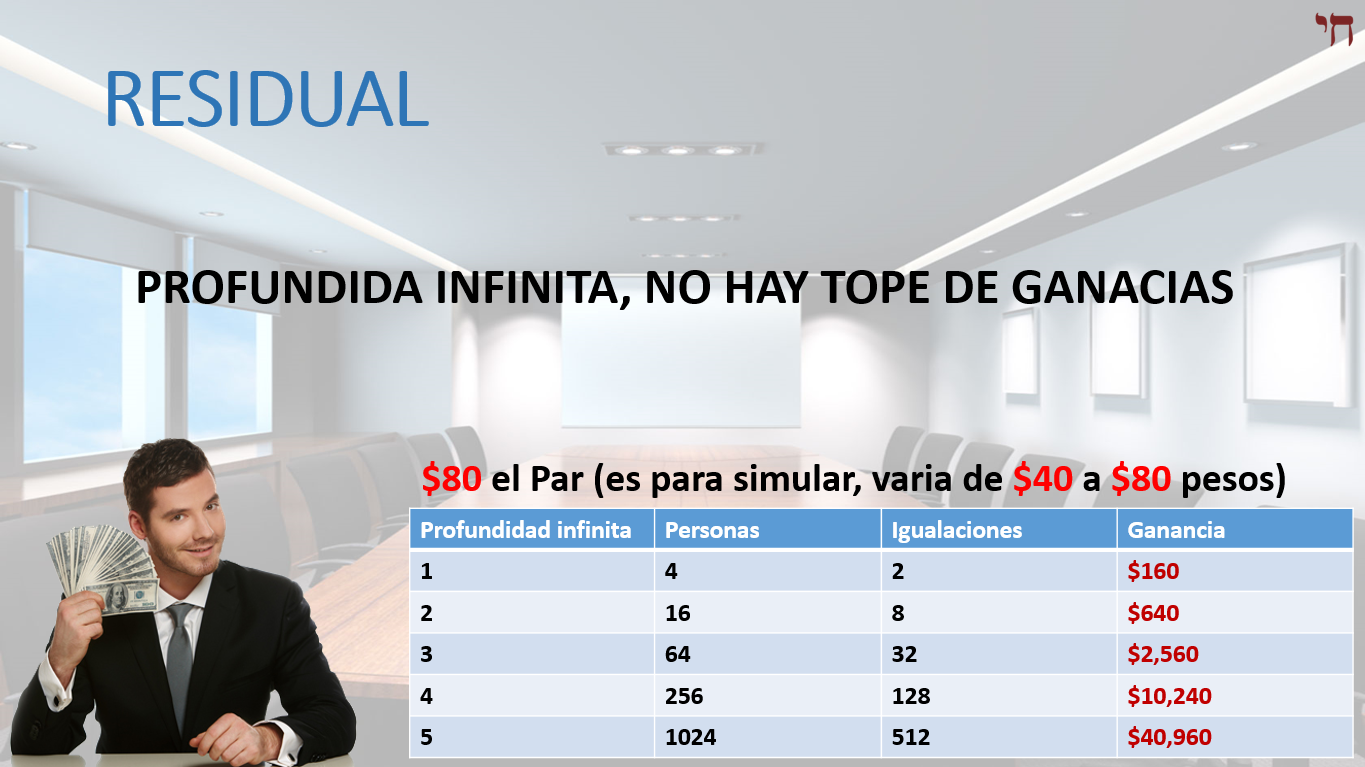 חי
RESIDUAL
PROFUNDIDA INFINITA, NO HAY TOPE DE GANACIAS
$80 el Par (es para simular, varia de $40 a $80 pesos)
Profundidad infinita Personas Igualaciones Ganancia
1 4 2 $160
2 16 8 $640
3 64 32 $2,560
4 256 128 $10,240
5 1024 512 $40,960